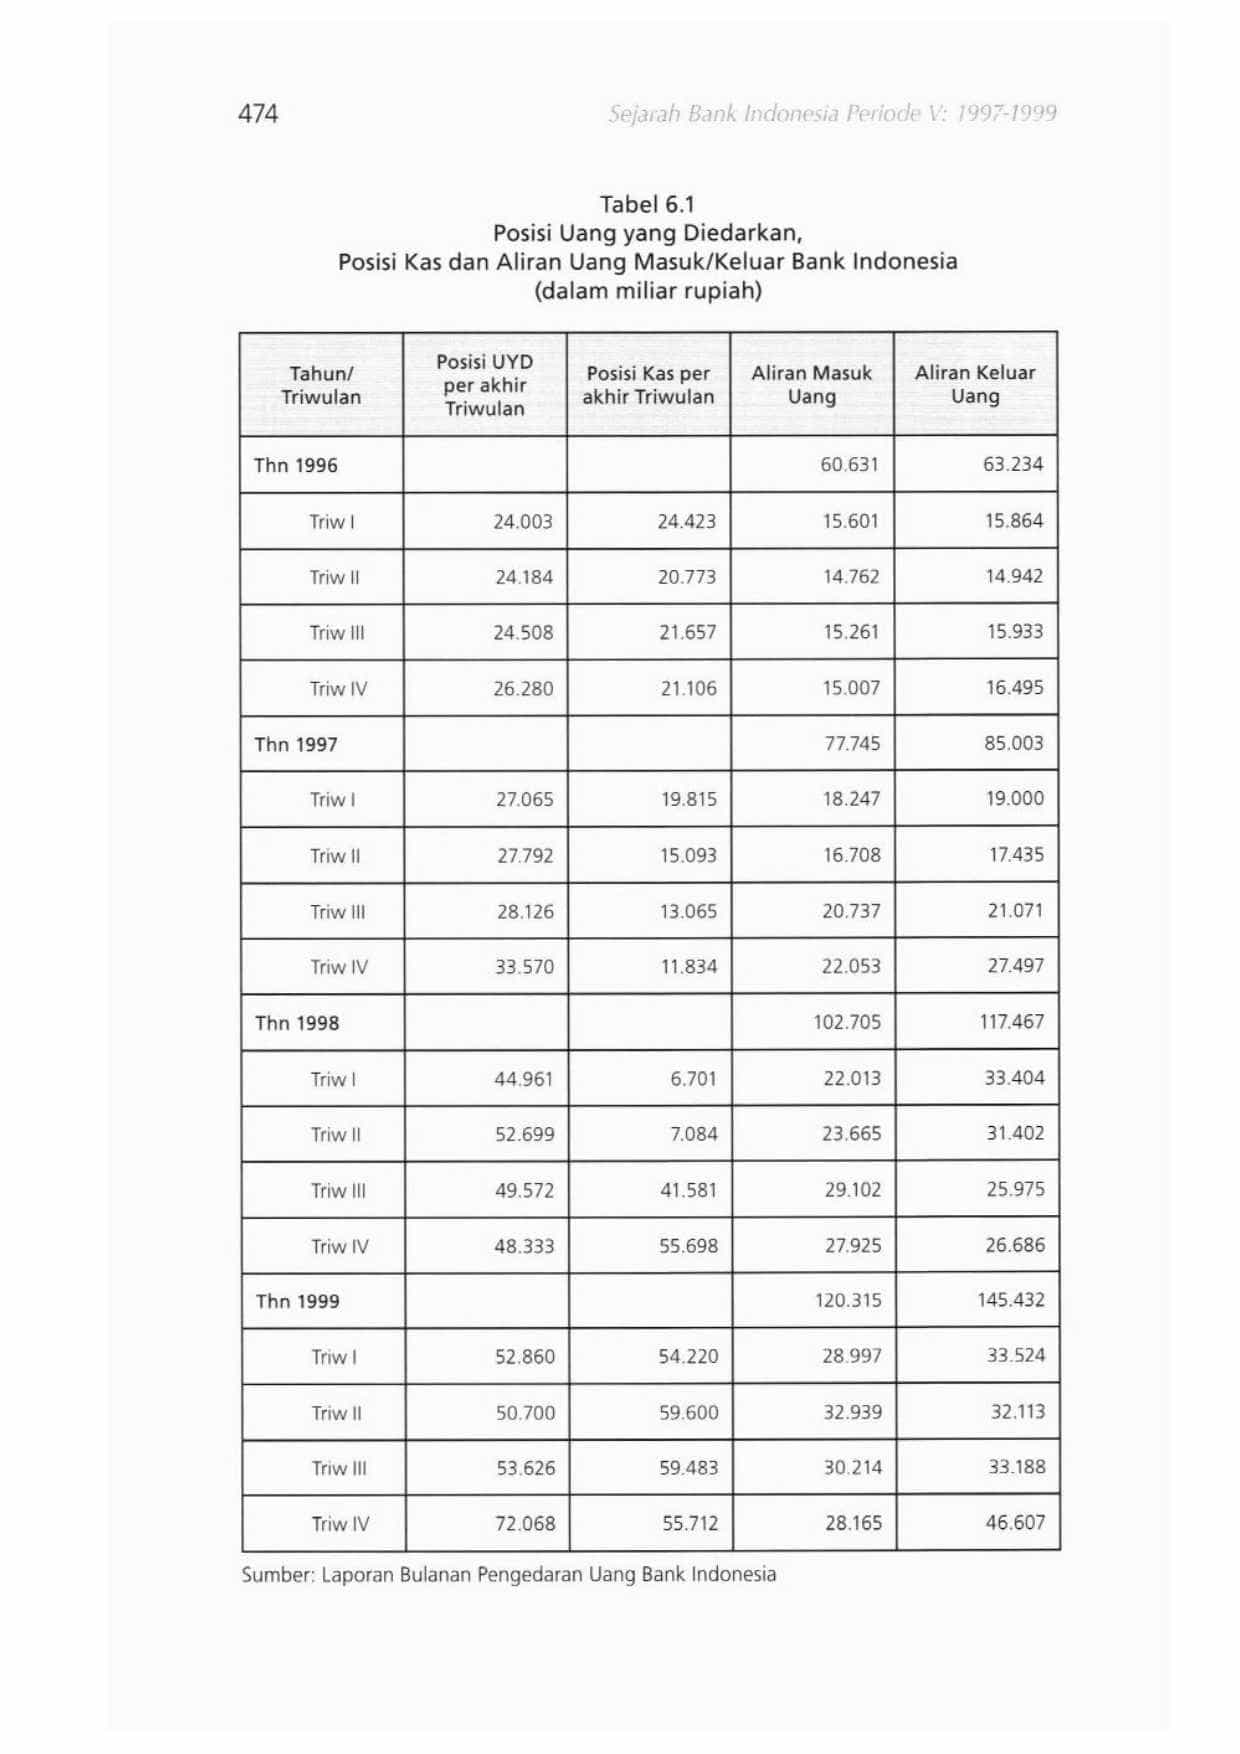 474
Sejarah Bank Indonesia Periode V: 1997-1999
Tabel 6.1
Posisi Uang yang Diedarkan,
Posisi Kas dan Aliran Uang Masuk/Keluar Bank Indonesia
(dalam miliar rupiah)
Tahun/ Triwulan Posisi UYD per akhir Triwulan Posisi Kas per akhir Triwulan Aliran Masuk Uang Aliran Keluar Uang
Thn 1996 60.631 63.234
Triw I 24.003 24.423 15.601 15.864
Triw II 24.184 20.773 14.762 14.942
Triw III 24.508 21.657 15.261 15.933
Triw IV 26.280 21.106 15.007 16.495
Thn 1997 77.745 85.003
Triw I 27.065 19.815 18.247 19.000
Triw II 27.792 15.093 16.708 17.435
Triw III 28.126 13.065 20.737 21.071
Triw IV 33.570 11.834 22.053 27.497
Thn 1998 102.705 117.467
Triw I 44.961 6.701 22.013 33.404
Triw II 52.699 7.084 23.665 31.402
Triw III 49.572 41.581 29.102 25.975
Triw IV 48.333 55.698 27.925 26.686
Thn 1999 120.315 145.432
Triw I 52.860 54.220 28.997 33.524
Triw II 50.700 59.600 32.939 32.113
Triw III 53.626 59.483 30.214 33.188
Triw IV 72.068 55.712 28.165 46.607
Sumber: Laporan Bulanan Pengedaran Uang Bank Indonesia